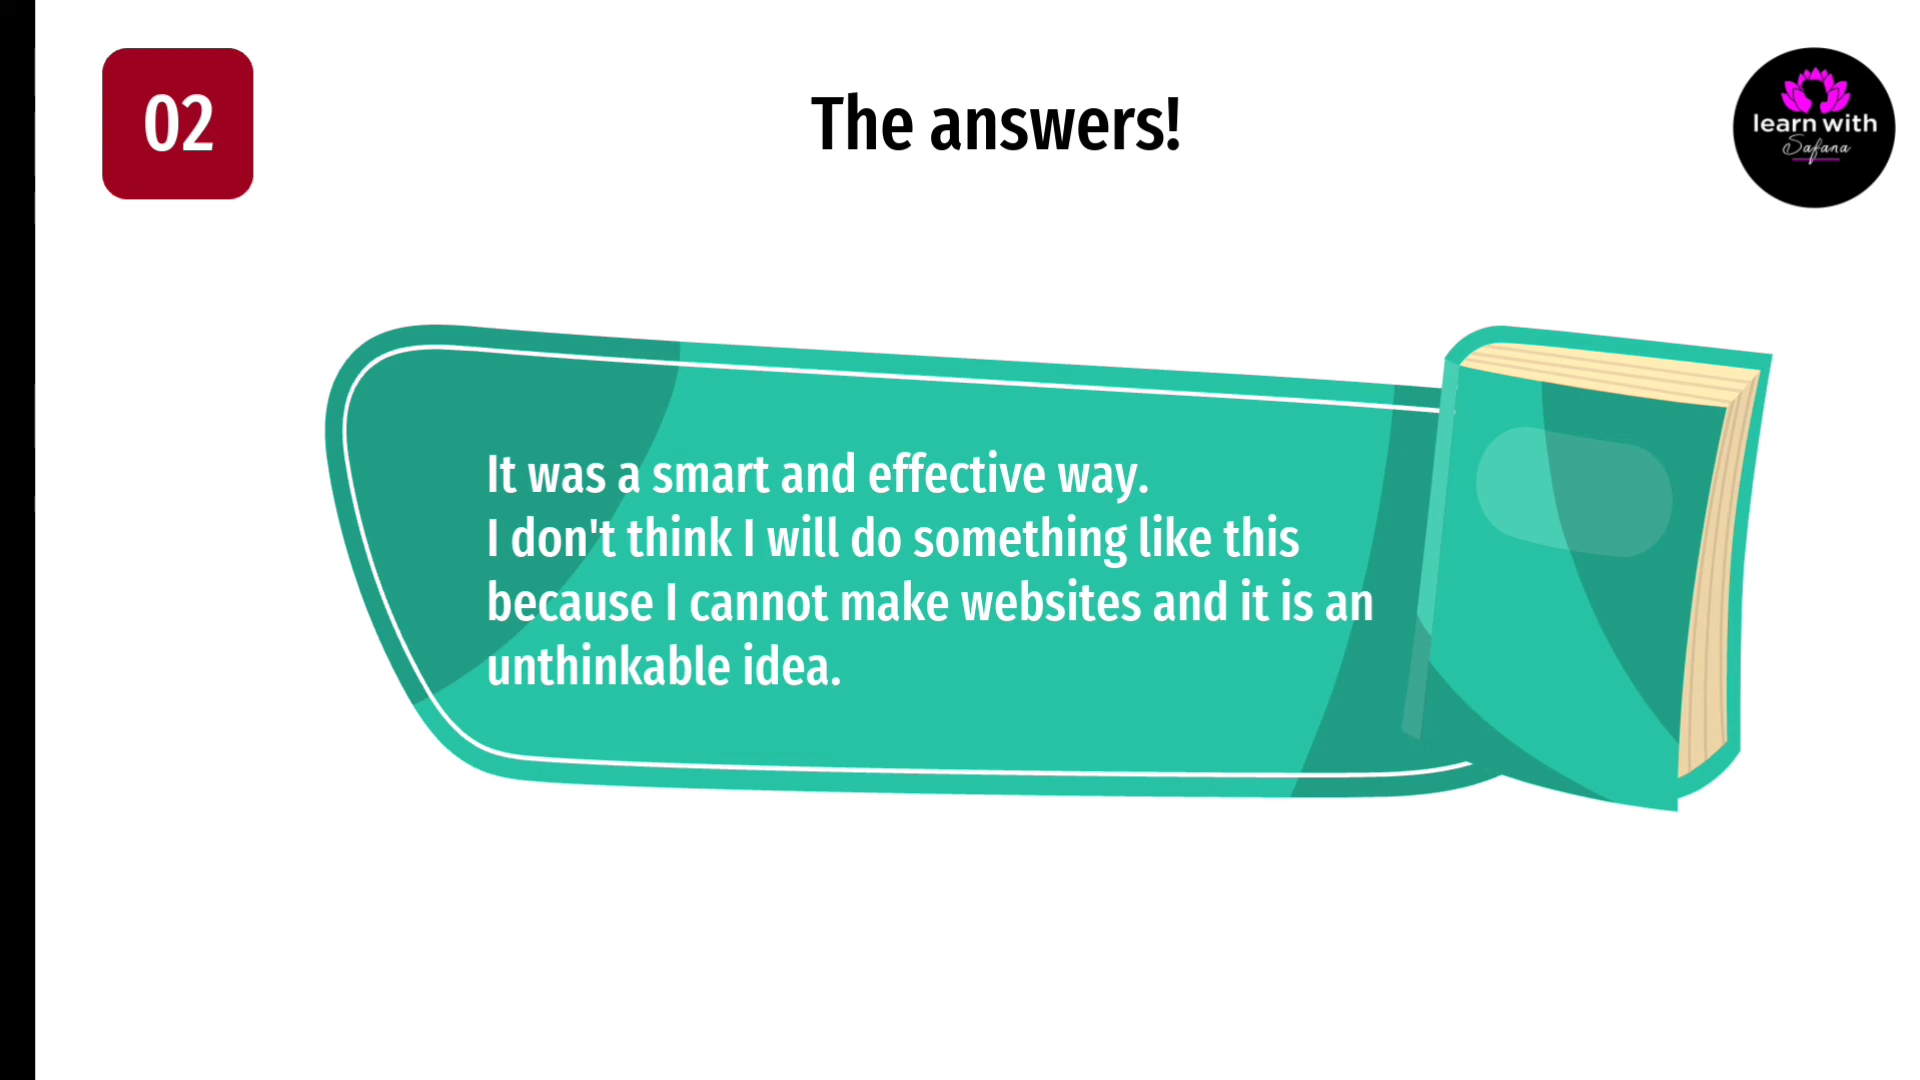 02
The answers!
learn with
Safana
It was a smart and effective way.
I don't think I will do something like this
because I cannot make websites and it is an
unthinkable idea.